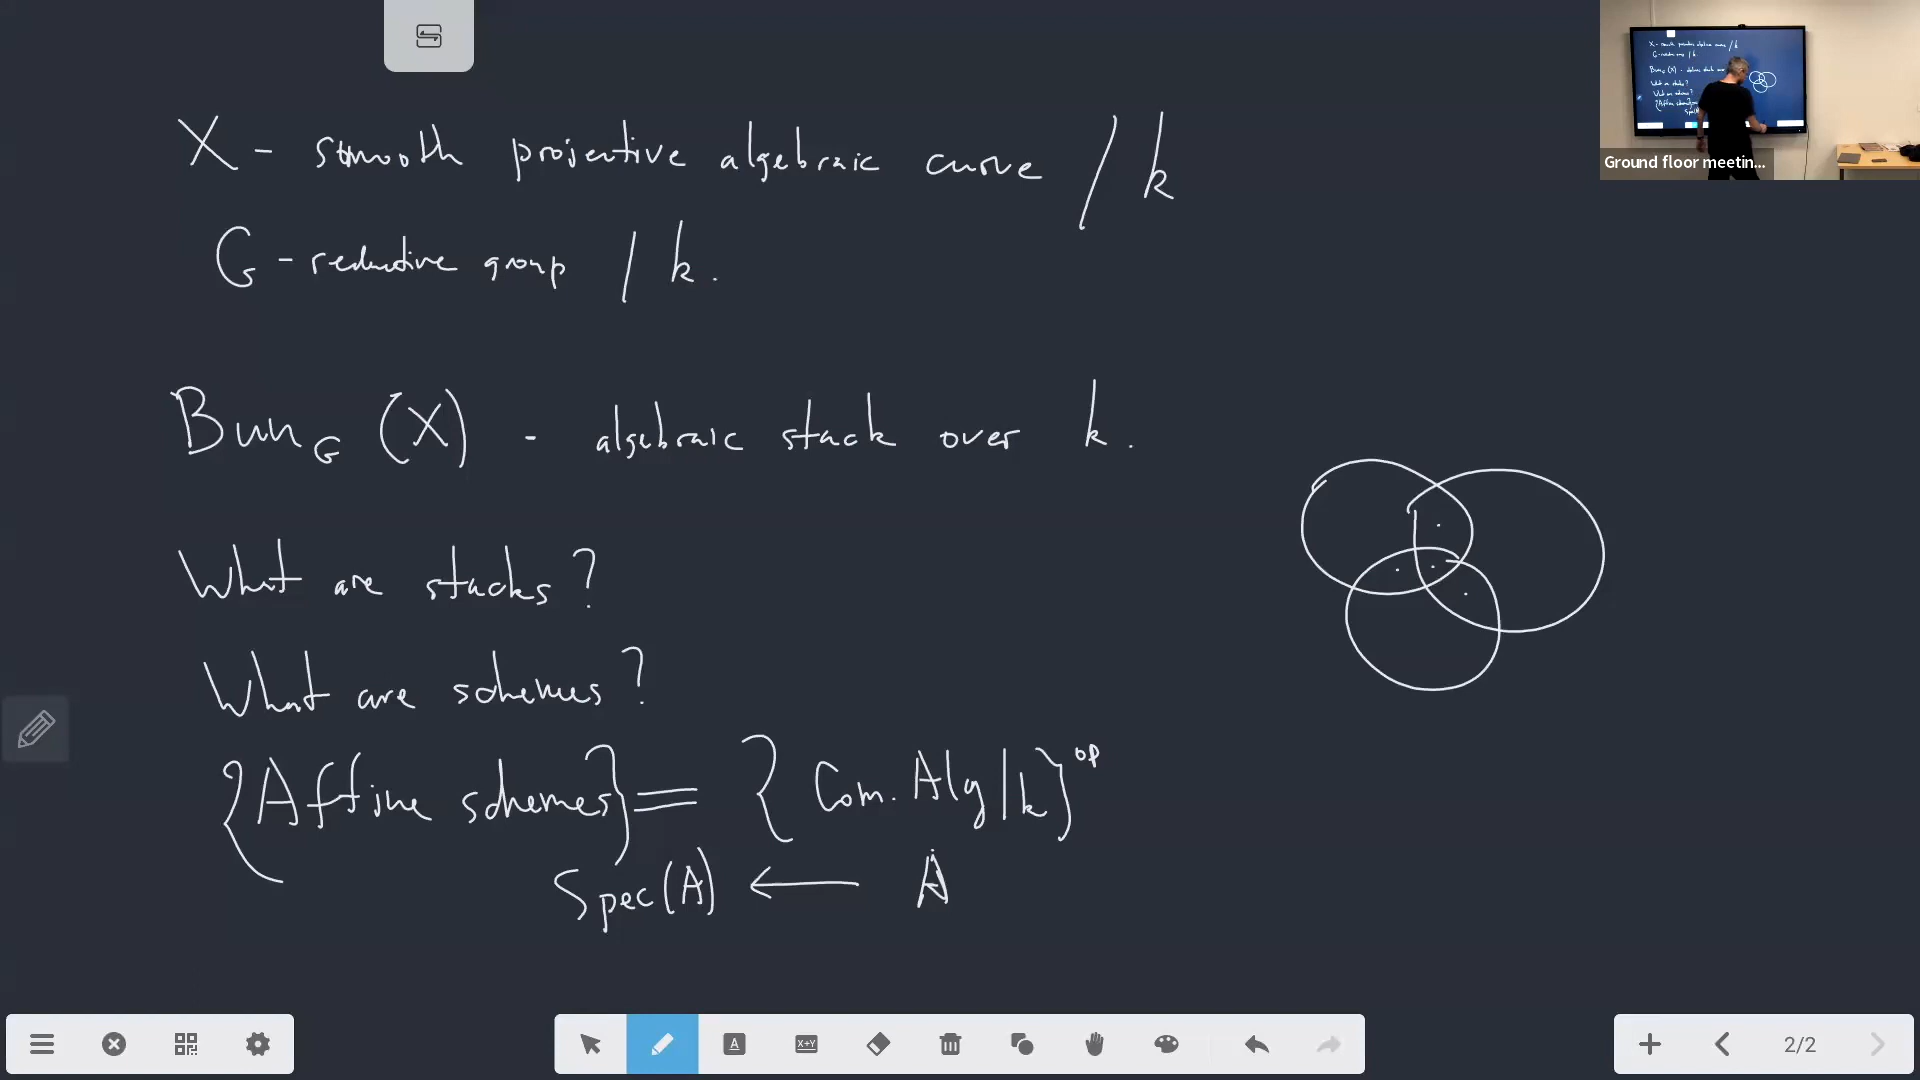 X - smooth projective algebraic curve / k
G - reductive group / k.
Bun_G (X) - algebraic stack over k.
What are stacks?
What are schemes?
{Affine schemes} = {Com. Alg/k}^op
Spec(A) ← A
Ground floor meetin...
A
X+Y
2/2